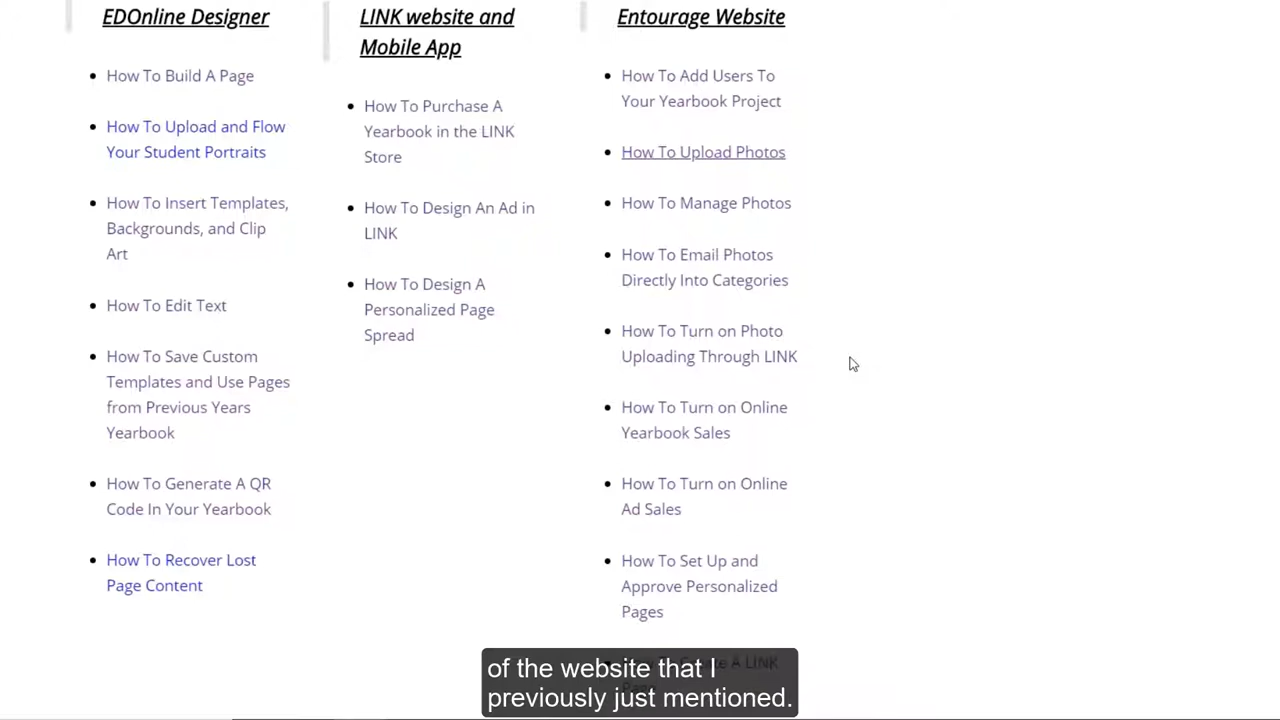 EDOnline Designer
How To Build A Page
How To Upload and Flow
Your Student Portraits
How To Insert Templates,
Backgrounds, and Clip
Art
How To Edit Text
How To Save Custom
Templates and Use Pages
from Previous Years
Yearbook
How To Generate A QR
Code In Your Yearbook
How To Recover Lost
Page Content
LINK website and
Mobile App
How To Purchase A
Yearbook in the LINK
Store
How To Design An Ad in
LINK
How To Design A
Personalized Page
Spread
Entourage Website
How To Add Users To
Your Yearbook Project
How To Upload Photos
How To Manage Photos
How To Email Photos
Directly Into Categories
How To Turn on Photo
Uploading Through LINK
How To Turn on Online
Yearbook Sales
How To Turn on Online
Ad Sales
How To Set Up and
Approve Personalized
Pages
A LINK
of the website that I
previously just mentioned.